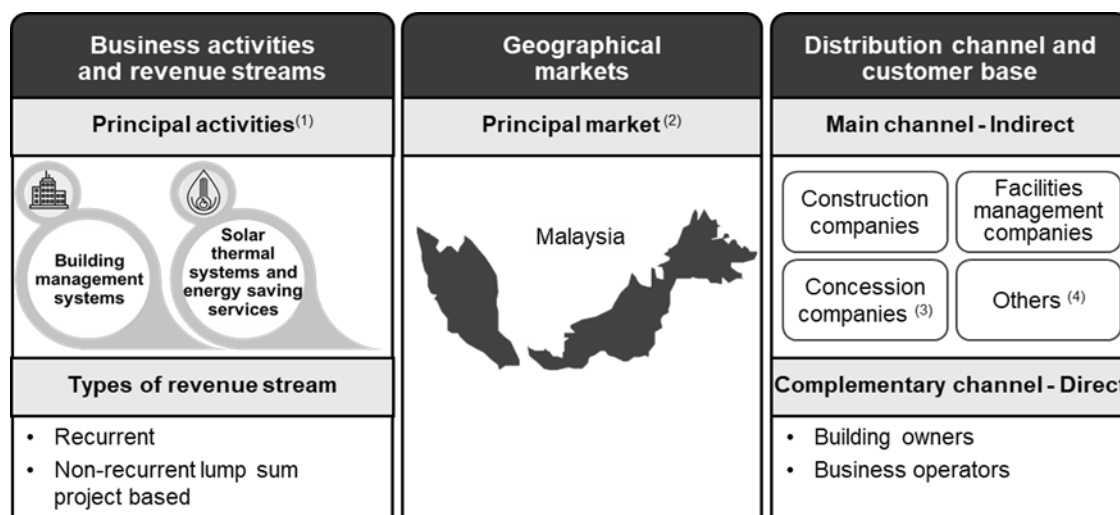 Business activities
and revenue streams
Principal activities(1)
Building
management
systems
Solar
thermal
systems and
energy saving
services
Types of revenue stream
• Recurrent
• Non-recurrent lump sum
project based
Geographical
markets
Principal market(2)
Malaysia
Distribution channel and
customer base
Main channel - Indirect
Construction
companies
Facilities
management
companies
Concession
companies (3)
Others (4)
Complementary channel - Direct
• Building owners
• Business operators